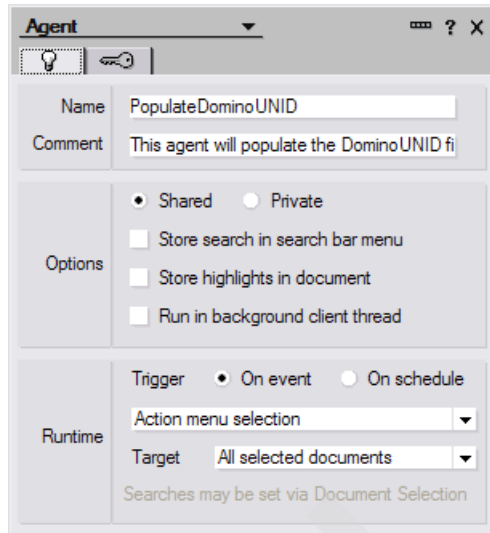 Agent ? X
Name PopulateDominoUNID
Comment This agent will populate the DominoUNID fi
Options
Shared Private
Store search in search bar menu
Store highlights in document
Run in background client thread
Runtime
Trigger On event On schedule
Action menu selection
Target All selected documents
Searches may be set via Document Selection